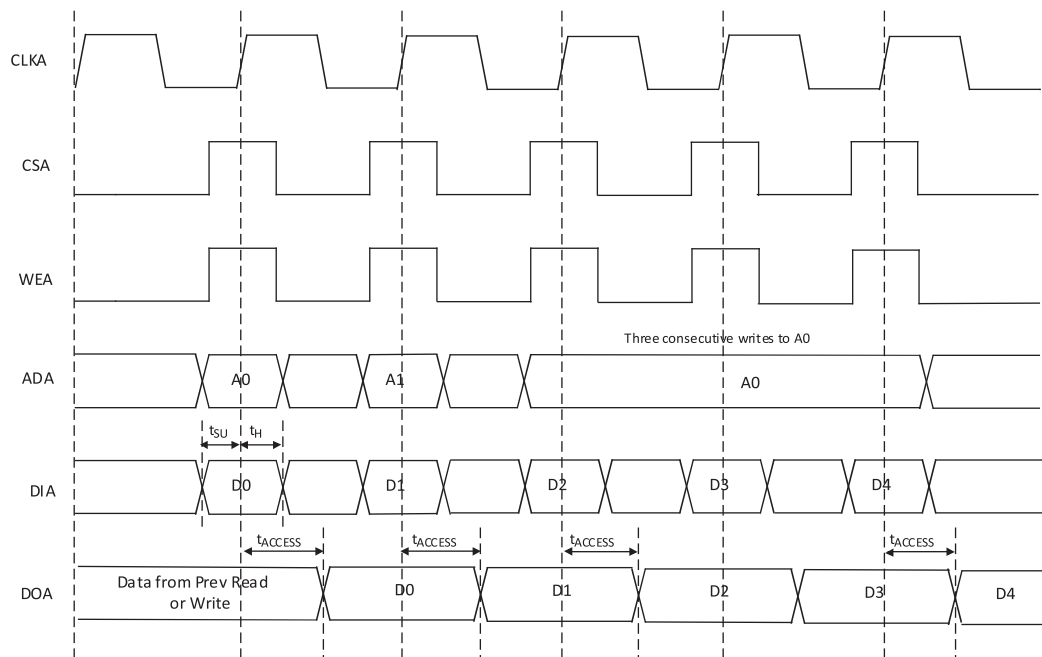 CLKA
CSA
WEA
Three consecutive writes to A0
ADA
A0
A1
A0
tSU
tH
DIA
D0
D1
D2
D3
D4
tACCESS
tACCESS
tACCESS
tACCESS
DOA
Data from Prev Read
or Write
D0
D1
D2
D3
D4